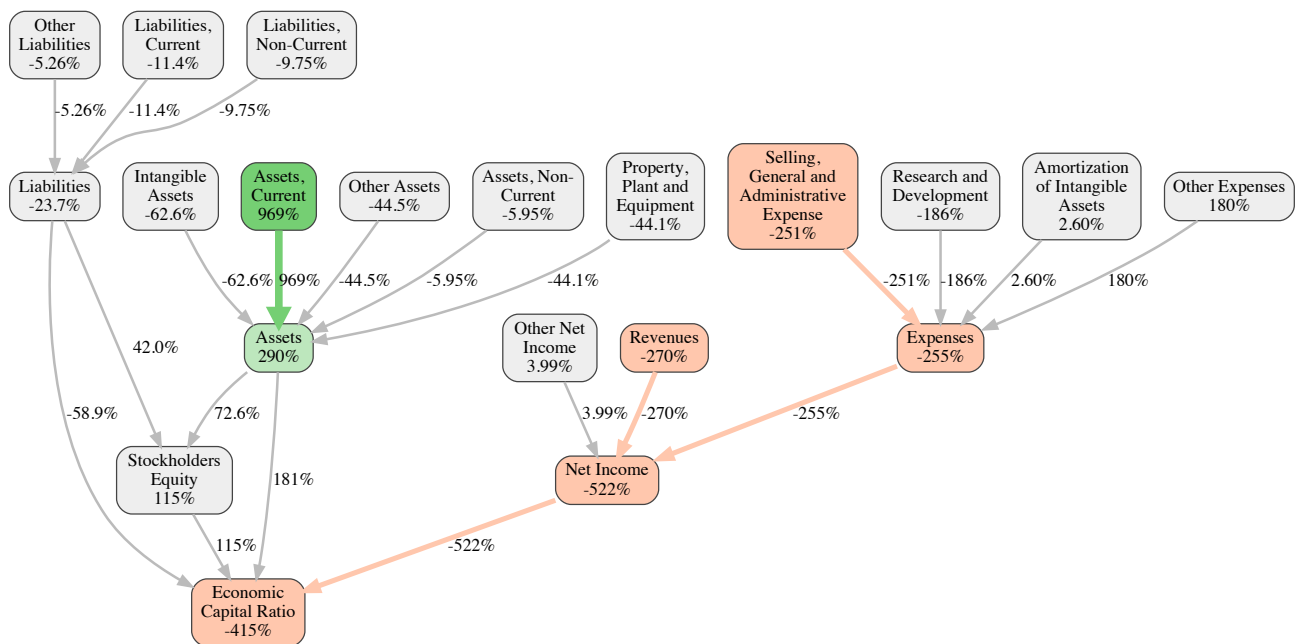 Other
Liabilities
-5.26%
Liabilities,
Current
-11.4%
Liabilities,
Non-Current
-9.75%
-5.26%
-11.4%
-9.75%
Liabilities
-23.7%
Intangible
Assets
-62.6%
Assets,
Current
969%
Other Assets
-44.5%
Assets, Non-
Current
-5.95%
Property,
Plant and
Equipment
-44.1%
Selling,
General and
Administrative
Expense
-251%
Research and
Development
-186%
Amortization
of Intangible
Assets
2.60%
Other Expenses
180%
-62.6%
969%
-44.5%
-5.95%
-44.1%
-251%
-186%
2.60%
180%
Assets
290%
Other Net
Income
3.99%
Revenues
-270%
Expenses
-255%
42.0%
-58.9%
72.6%
3.99%
-270%
-255%
Stockholders
Equity
115%
181%
Net Income
-522%
115%
-522%
Economic
Capital Ratio
-415%